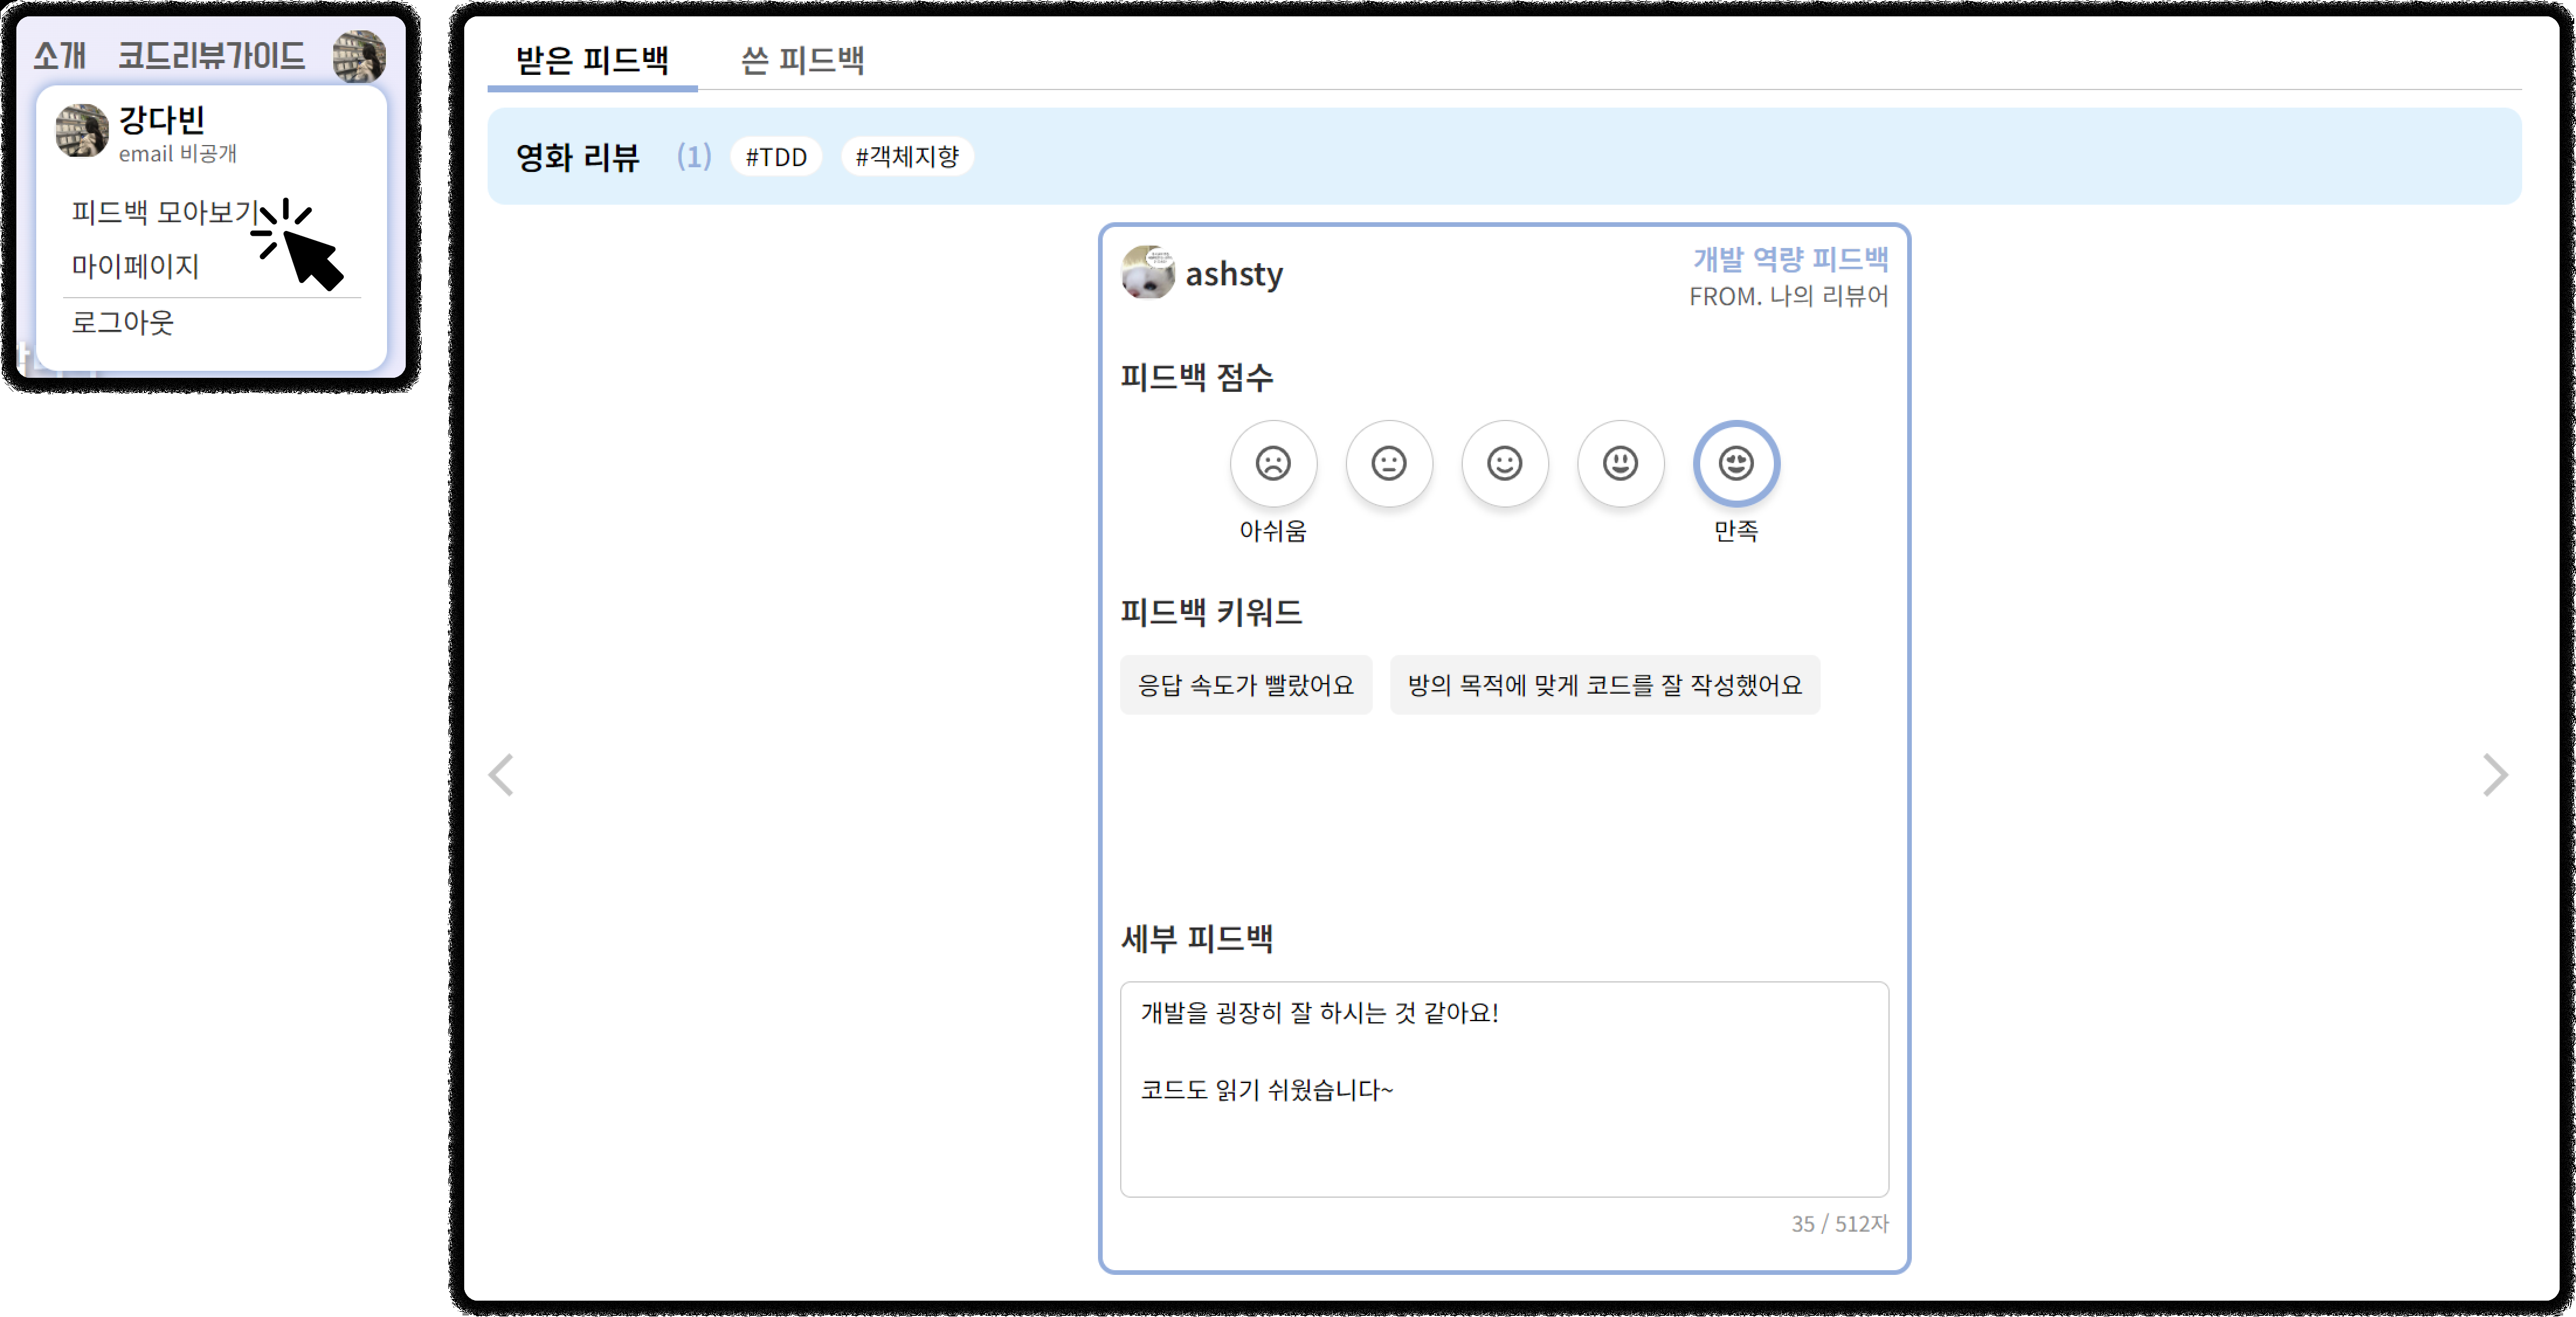 소개 코드리뷰가이드
강다빈
email 비공개
피드백 모아보기
마이페이지
로그아웃
받은 피드백 쓴 피드백
영화 리뷰 (1) #TDD #객체지향
ashsty
개발 역량 피드백
FROM. 나의 리뷰어
피드백 점수
아쉬움 만족
피드백 키워드
응답 속도가 빨랐어요 방의 목적에 맞게 코드를 잘 작성했어요
세부 피드백
개발을 굉장히 잘 하시는 것 같아요!
코드도 읽기 쉬웠습니다~
35 / 512자